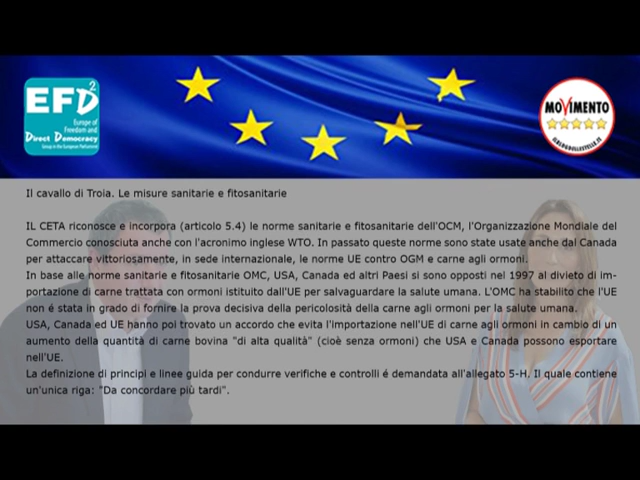 EFD2
Europe of
Freedom and
Direct Democracy
Group in the European Parliament
MOVIMENTO
ILBLOGDELLESTELLE.IT
Il cavallo di Troia. Le misure sanitarie e fitosanitarie
IL CETA riconosce e incorpora (articolo 5.4) le norme sanitarie e fitosanitarie dell'OCM, l'Organizzazione Mondiale del
Commercio conosciuta anche con l'acronimo inglese WTO. In passato queste norme sono state usate anche dal Canada
per attaccare vittoriosamente, in sede internazionale, le norme UE contro OGM e carne agli ormoni.
In base alle norme sanitarie e fitosanitarie OMC, USA, Canada ed altri Paesi si sono opposti nel 1997 al divieto di im-
portazione di carne trattata con ormoni istituito dall'UE per salvaguardare la salute umana. L'OMC ha stabilito che l'UE
non é stata in grado di fornire la prova decisiva della pericolosità della carne agli ormoni per la salute umana.
USA, Canada ed UE hanno poi trovato un accordo che evita l'importazione nell'UE di carne agli ormoni in cambio di un
aumento della quantità di carne bovina "di alta qualità" (cioè senza ormoni) che USA e Canada possono esportare
nell'UE.
La definizione di principi e linee guida per condurre verifiche e controlli é demandata all'allegato 5-H. Il quale contiene
un'unica riga: "Da concordare più tardi".